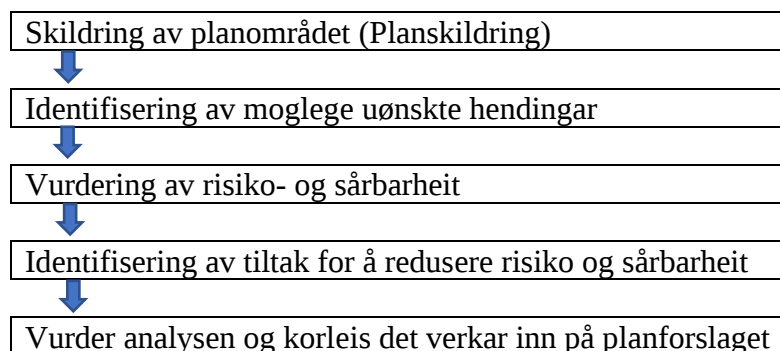 Skildring av planområdet (Planskildring)
Identifisering av moglege uønskte hendingar
Vurdering av risiko- og sårbarheit
Identifisering av tiltak for å redusere risiko og sårbarheit
Vurder analysen og korleis det verkar inn på planforslaget